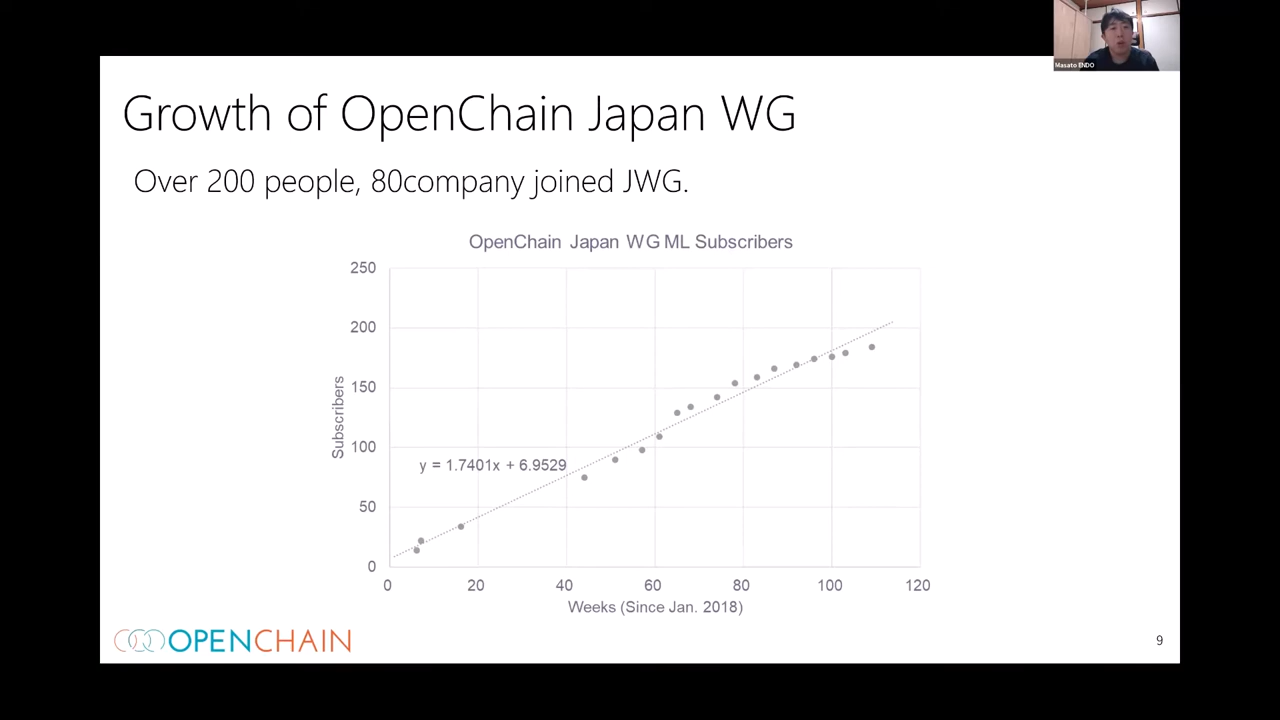 Masato ENDO
Growth of OpenChain Japan WG
Over 200 people, 80company joined JWG.
OpenChain Japan WG ML Subscribers
250
200
150
100
50
0
Subscribers
y = 1.7401x + 6.9529
0 20 40 60 80 100 120
Weeks (Since Jan. 2018)
OPENCHAIN
9